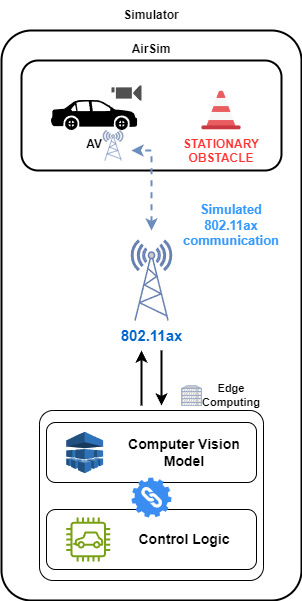 Simulator
AirSim
AV
STATIONARY
OBSTACLE
Simulated
802.11ax
communication
802.11ax
Edge
Computing
Computer Vision
Model
Control Logic